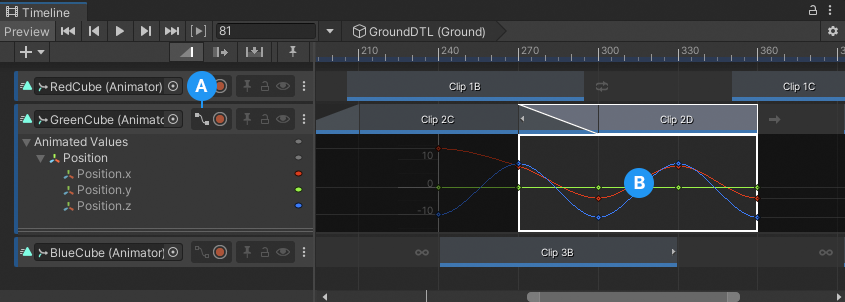 Timeline
Preview 81 GroundDTL (Ground)
210 240 270 300 330 360
RedCube (Animator) Clip 1B Clip 1C
A
GreenCube (Animato Clip 2C Clip 2D
Animated Values
Position 10
Position.x
Position.y 0 B
Position.z -10
BlueCube (Animator) Clip 3B